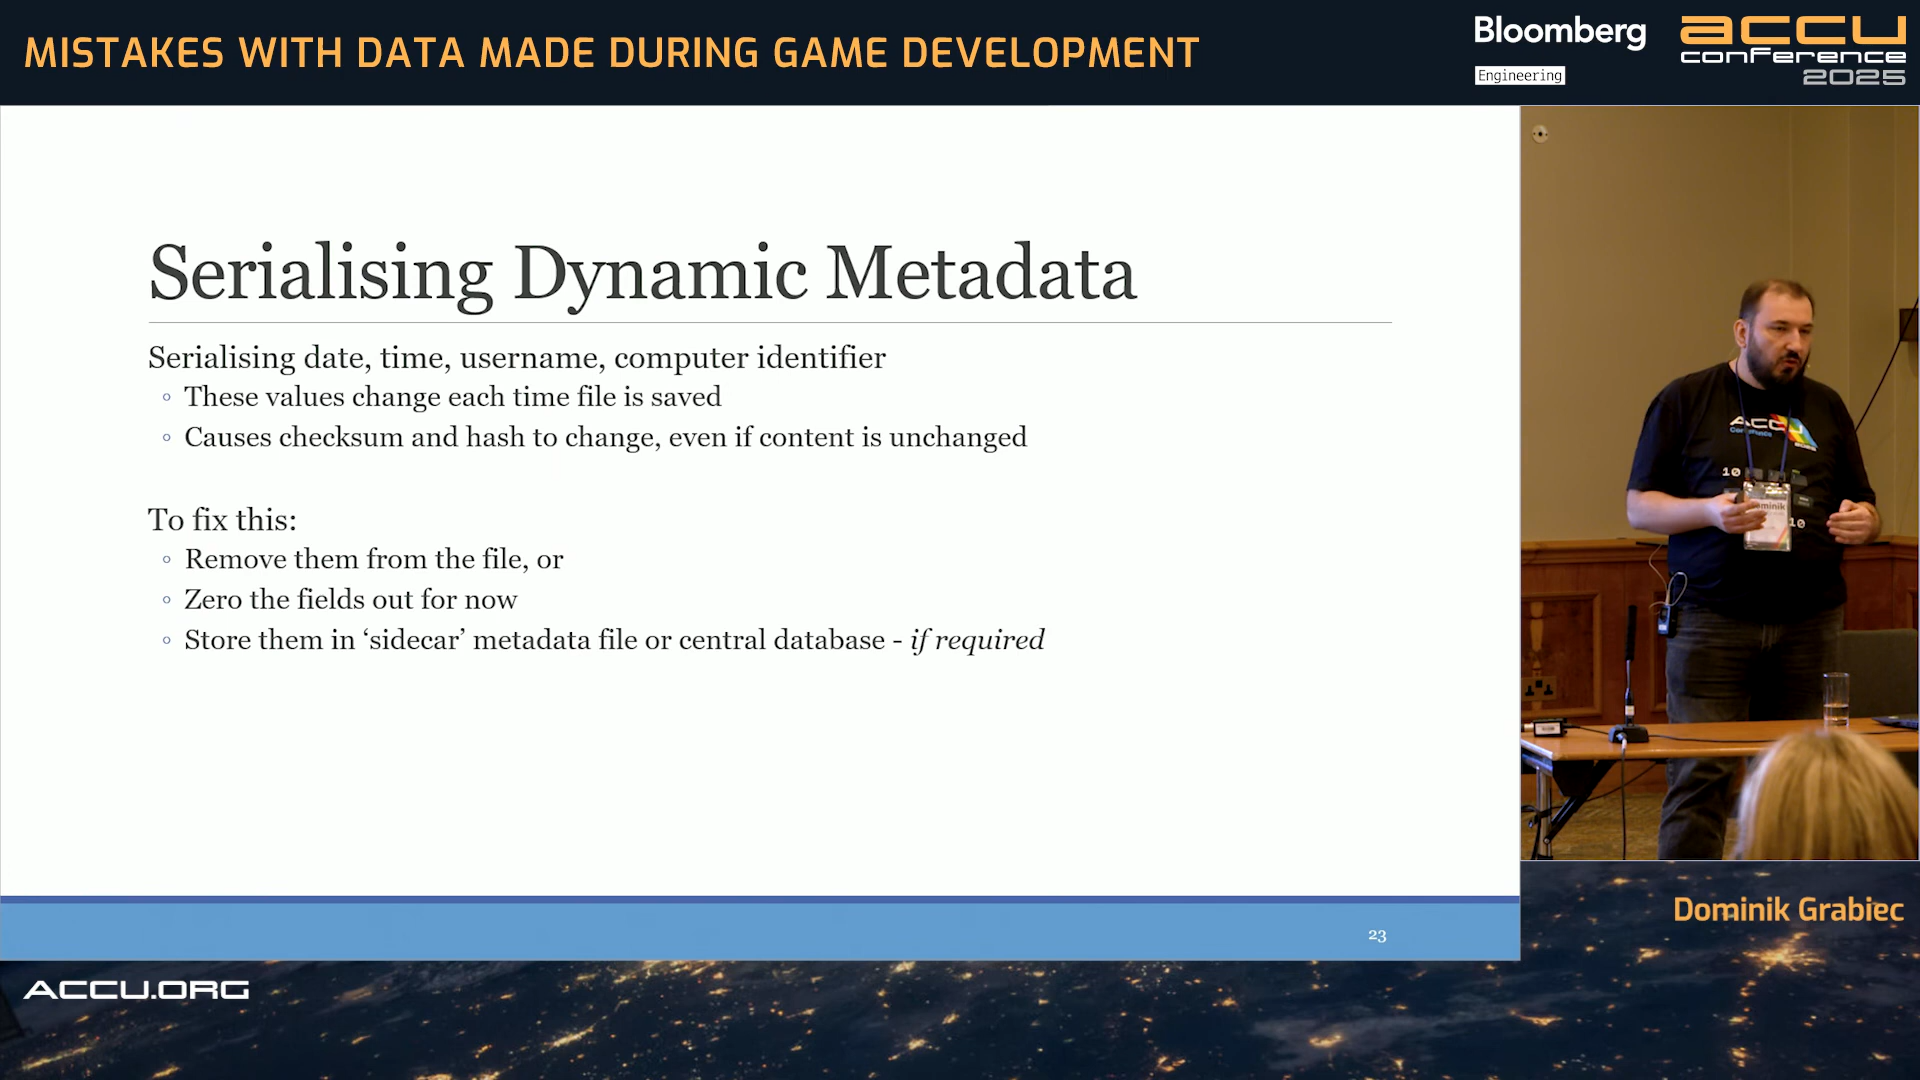 MISTAKES WITH DATA MADE DURING GAME DEVELOPMENT
Bloomberg
Engineering
accu
conference
2025
Serialising Dynamic Metadata
Serialising date, time, username, computer identifier
◦ These values change each time file is saved
◦ Causes checksum and hash to change, even if content is unchanged
To fix this:
◦ Remove them from the file, or
◦ Zero the fields out for now
◦ Store them in ‘sidecar’ metadata file or central database - if required
23
ACCU
10
10
Dominik Grabiec
ACCU.ORG